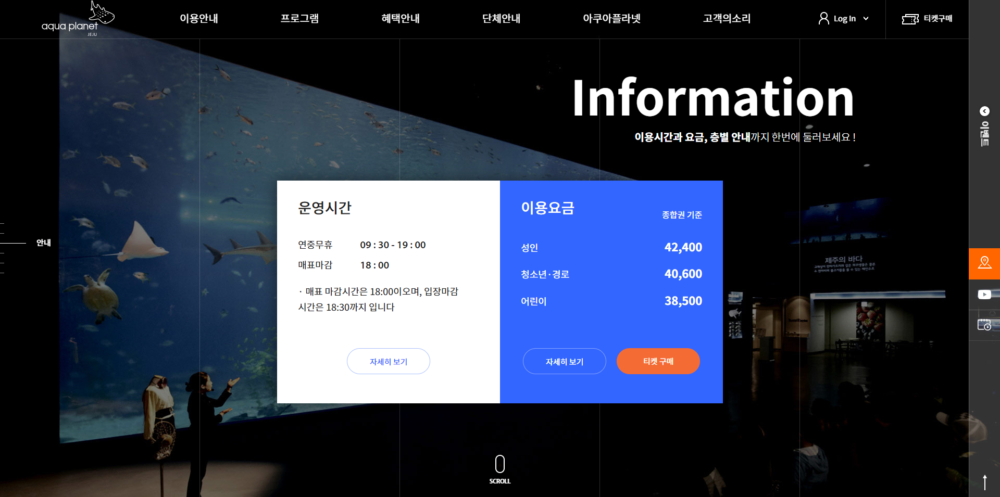 aqua planet
JEJU
이용안내
프로그램
혜택안내
단체안내
아쿠아플라넷
고객의소리
Log In
티켓구매
Information
이용시간과 요금, 층별 안내까지 한번에 둘러보세요 !
이벤트
안내
운영시간
연중무휴 09 : 30 - 19 : 00
매표마감 18 : 00
· 매표 마감시간은 18:00이오며, 입장마감
시간은 18:30까지 입니다
자세히 보기
이용요금
종합권 기준
성인 42,400
청소년 · 경로 40,600
어린이 38,500
자세히 보기
티켓 구매
제주의 바다
SCROLL